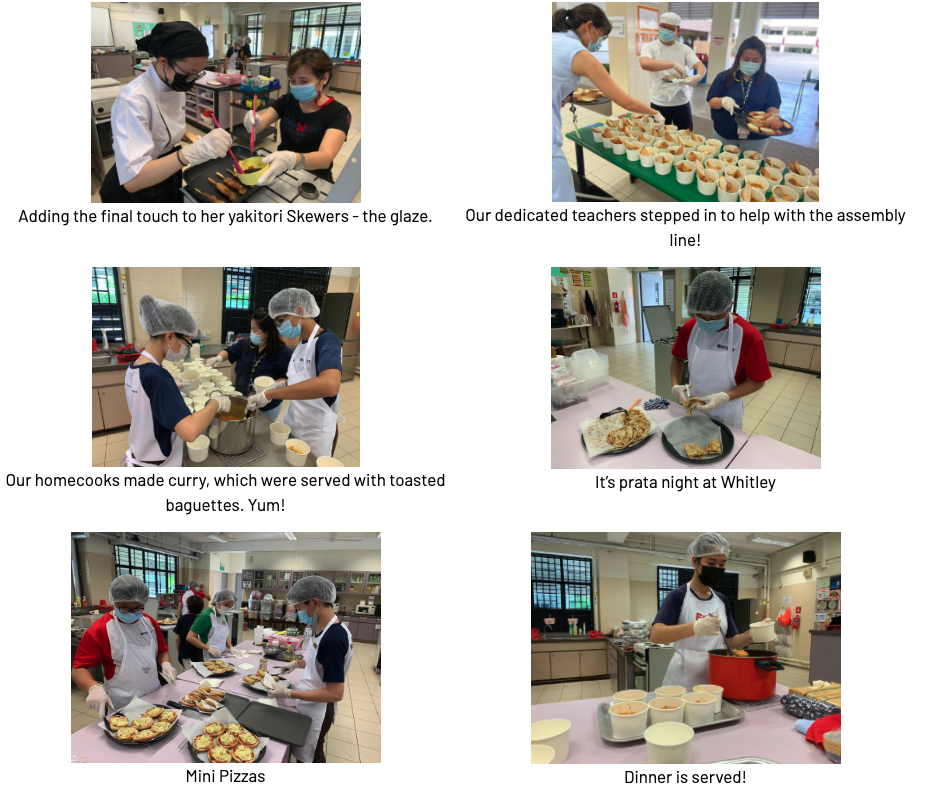 Adding the final touch to her yakitori Skewers - the glaze.
Our dedicated teachers stepped in to help with the assembly
line!
Our homecooks made curry, which were served with toasted
baguettes. Yum!
It's prata night at Whitley
Mini Pizzas
Dinner is served!